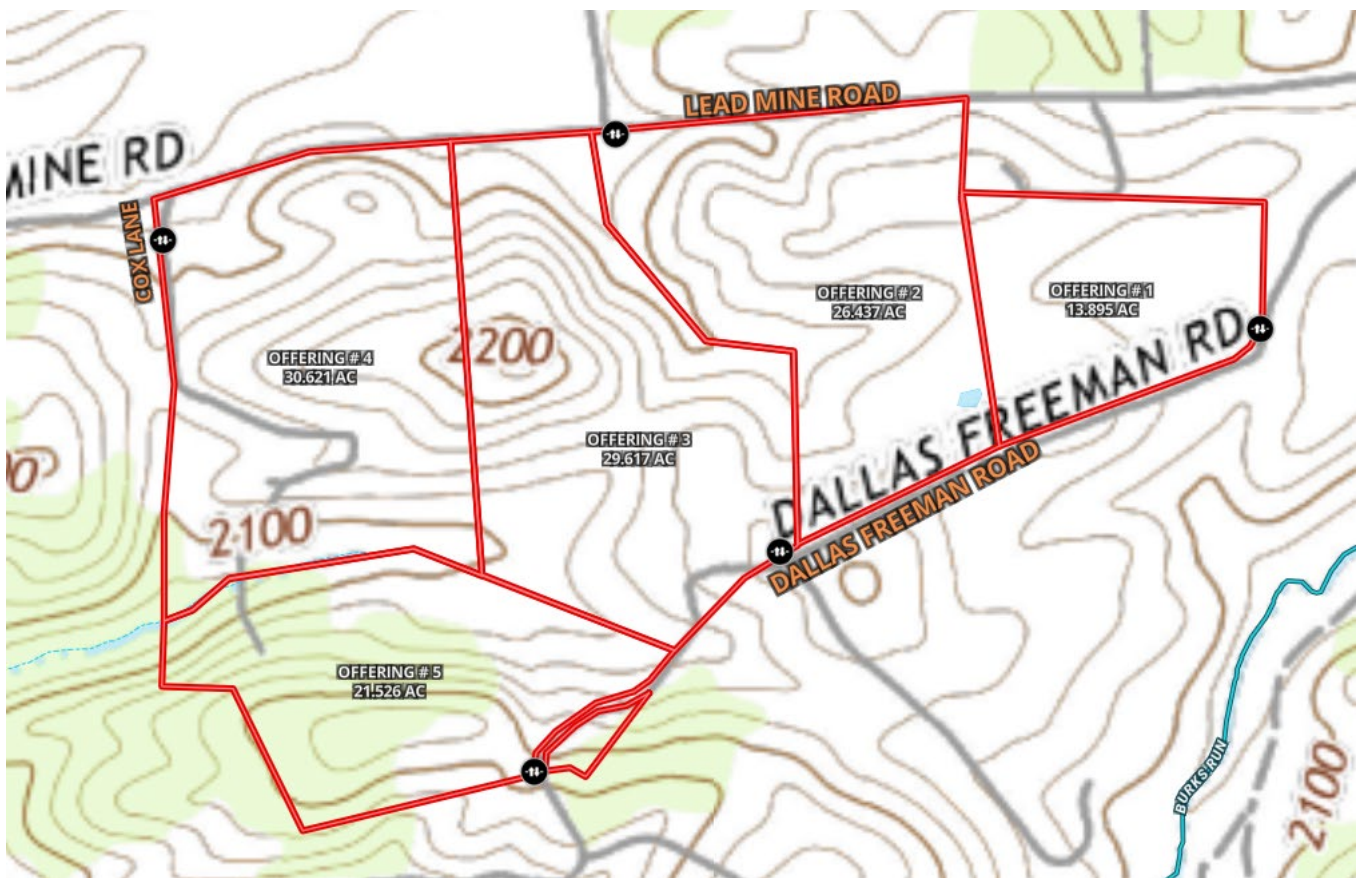 LEAD MINE ROAD
MINE RD
COX LANE
OFFERING # 2
26.437 AC
OFFERING # 1
13.895 AC
2200
OFFERING # 4
30.621 AC
DALLAS FREEMAN RD
OFFERING # 3
29.617 AC
DALLAS FREEMAN ROAD
2100
OFFERING # 5
21.526 AC
BURKS RUN
2100